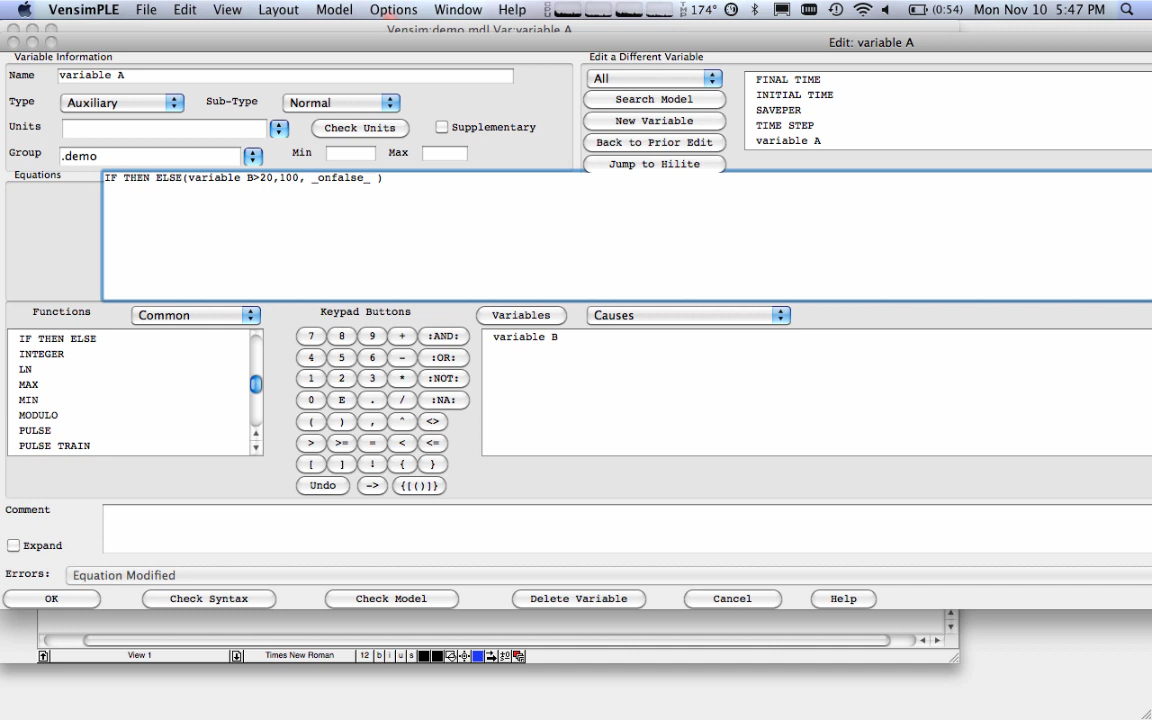 VensimPLE File Edit View Layout Model Options Window Help 174° (0:54) Mon Nov 10 5:47 PM
Vensim:demo.mdl Var:variable A
Edit: variable A
Variable Information
Edit a Different Variable
Name variable A
Type Auxiliary Sub-Type Normal
Units Check Units Supplementary
Group .demo Min Max
All
Search Model
New Variable
Back to Prior Edit
Jump to Hilite
FINAL TIME
INITIAL TIME
SAVEPER
TIME STEP
variable A
Equations IF THEN ELSE(variable B>20,100, _onfalse_ )
Functions Common
IF THEN ELSE
INTEGER
LN
MAX
MIN
MODULO
PULSE
PULSE TRAIN
Keypad Buttons
7 8 9 + :AND:
4 5 6 - :OR:
1 2 3 * :NOT:
0 E . / :NA:
( ) , ^ <>
> >= = < <=
[ ] ! { }
Undo -> {[()]}
Variables Causes
variable B
Comment
Expand
Errors: Equation Modified
OK Check Syntax Check Model Delete Variable Cancel Help
View 1 Times New Roman 12 b i u s